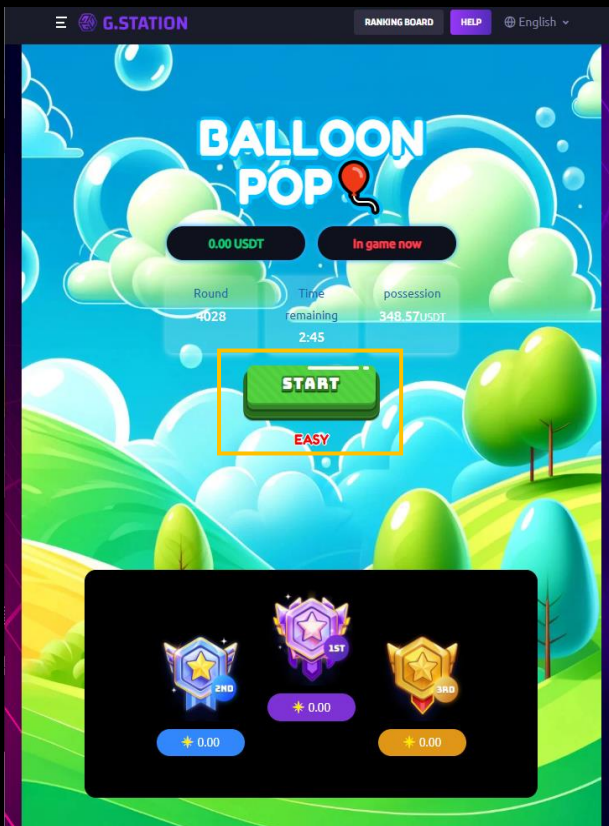 G.STATION
RANKING BOARD
HELP
English
BALLOON
POP
0.00 USDT
In game now
Round
4028
Time
remaining
2:45
possession
348.57USDT
START
EASY
1ST
2ND
3RD
0.00
0.00
0.00